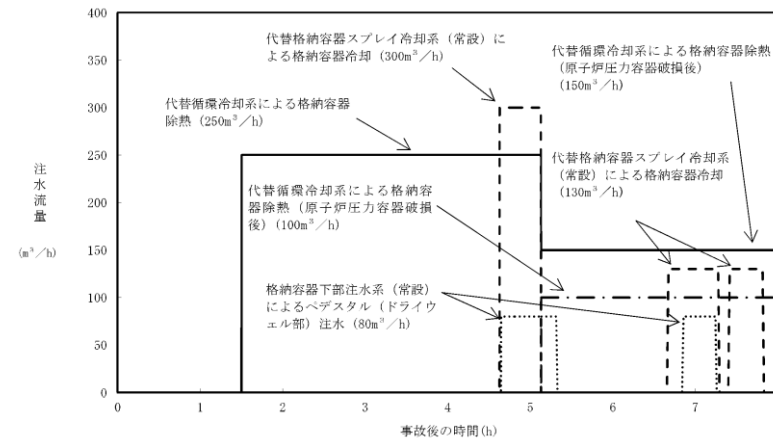 400
350
300
250
200
150
100
50
0
注水流量
(m³/h)
0
1
2
3
4
5
6
7
事故後の時間(h)
代替格納容器スプレイ冷却系（常設）に
よる格納容器冷却（300m³/h）
代替循環冷却系による格納容器
除熱（250m³/h）
代替循環冷却系による格納容器除熱
（原子炉圧力容器破損後）
（150m³/h）
代替格納容器スプレイ冷却系
（常設）による格納容器冷却
（130m³/h）
代替循環冷却系による格納容
器除熱（原子炉圧力容器破損
後）（100m³/h）
格納容器下部注水系（常設）
によるペデスタル（ドライウ
ェル部）注水（80m³/h）